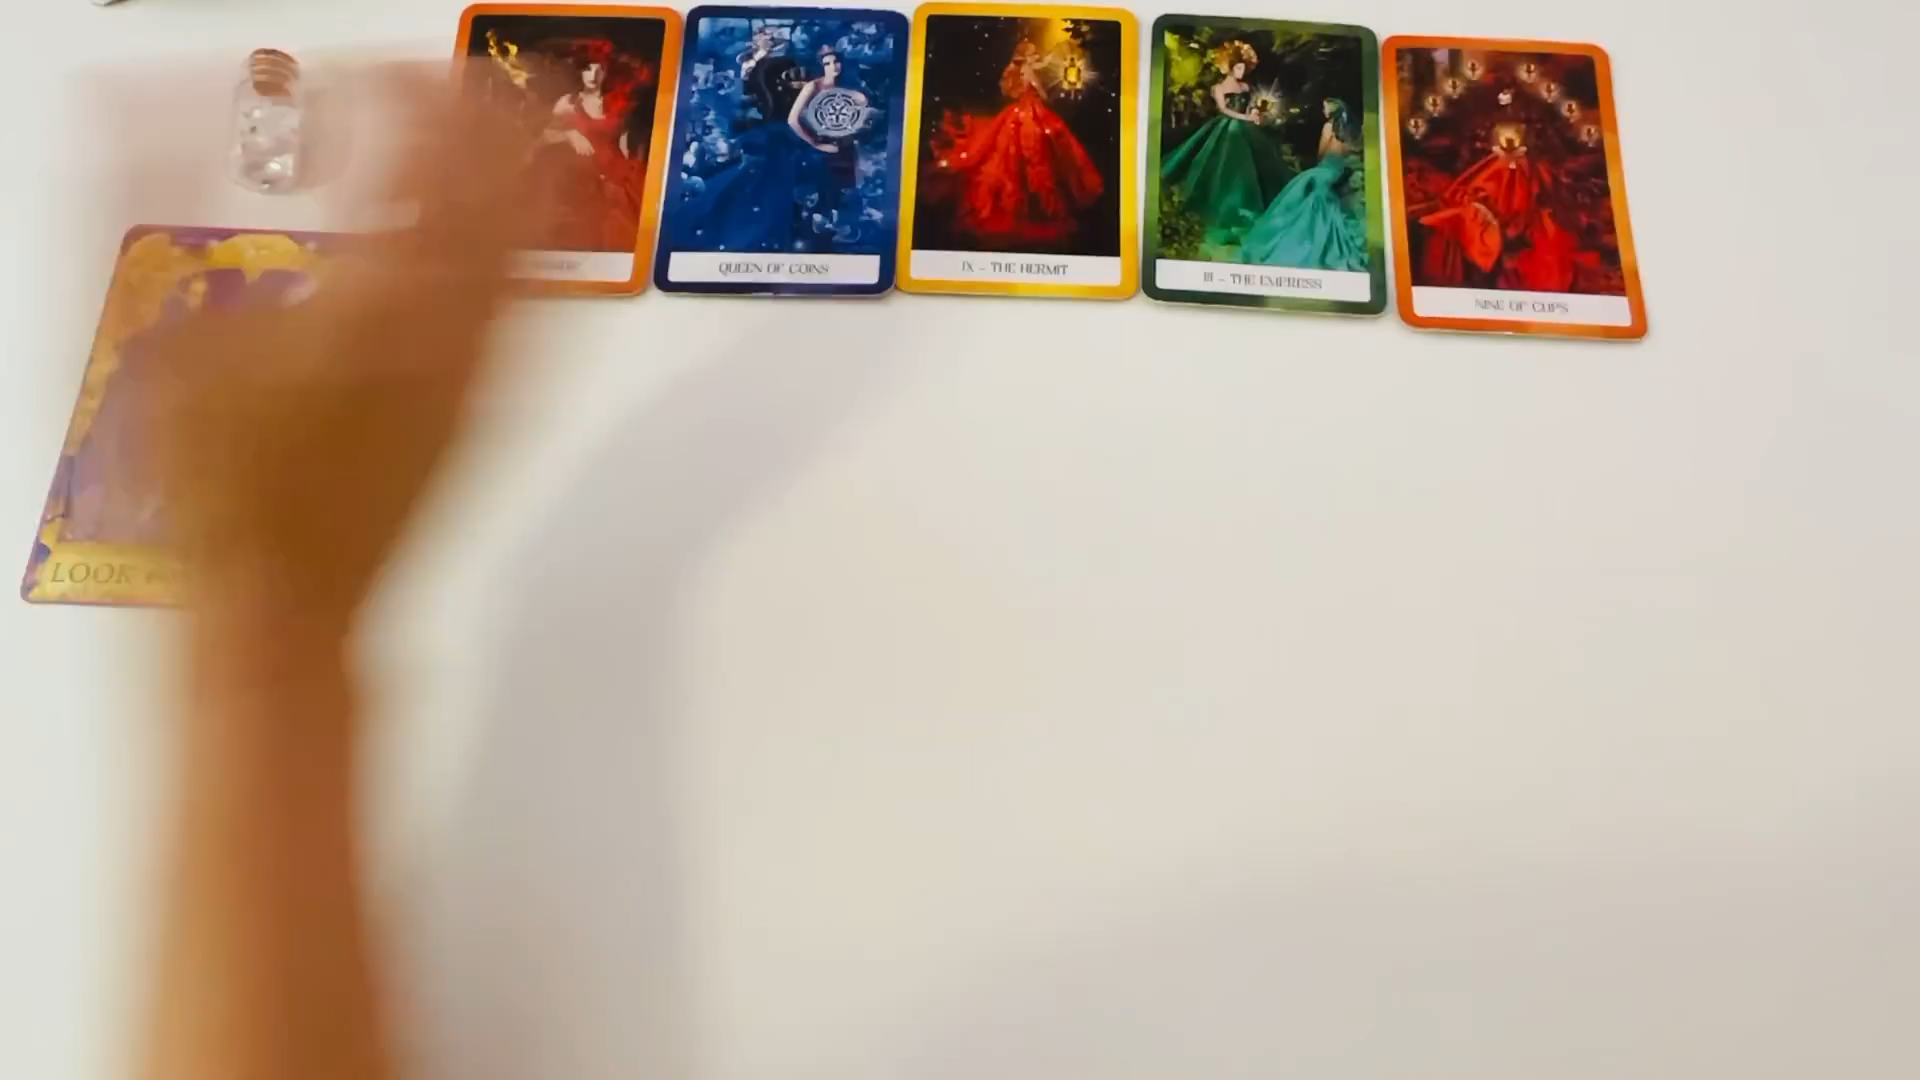 QUEEN OF COINS
IX - THE HERMIT
III - THE EMPRESS
NINE OF CUPS
LOOK